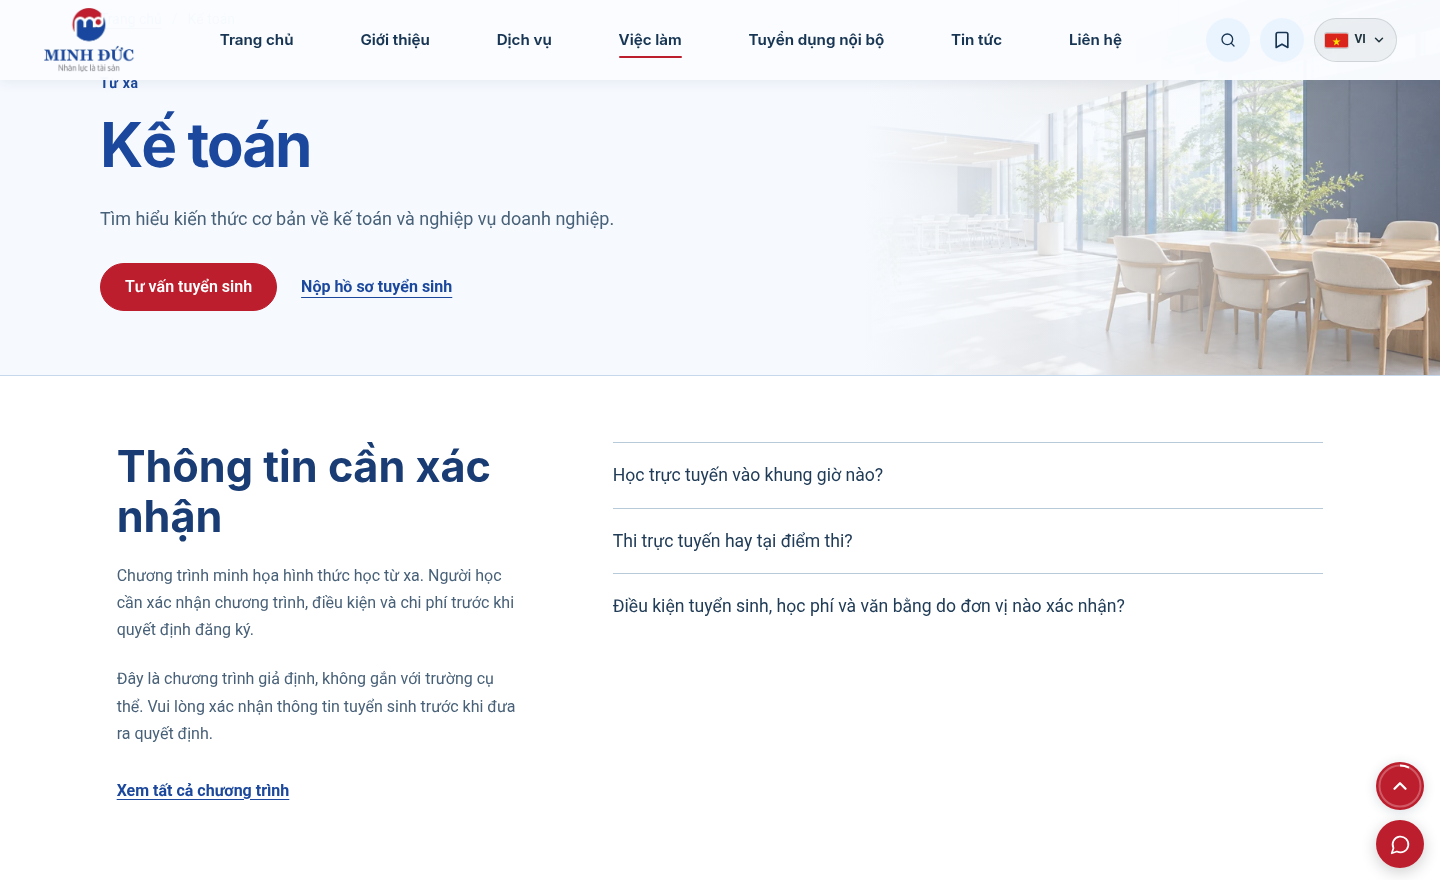 MINH ĐỨC
Nhân lực là tài sản
Trang chủ
Giới thiệu
Dịch vụ
Việc làm
Tuyển dụng nội bộ
Tin tức
Liên hệ
VI
Từ xa
Kế toán
Tìm hiểu kiến thức cơ bản về kế toán và nghiệp vụ doanh nghiệp.
Tư vấn tuyển sinh
Nộp hồ sơ tuyển sinh
Thông tin cần xác
nhận
Chương trình minh họa hình thức học từ xa. Người học
cần xác nhận chương trình, điều kiện và chi phí trước khi
quyết định đăng ký.
Đây là chương trình giả định, không gắn với trường cụ
thể. Vui lòng xác nhận thông tin tuyển sinh trước khi đưa
ra quyết định.
Xem tất cả chương trình
Học trực tuyến vào khung giờ nào?
Thi trực tuyến hay tại điểm thi?
Điều kiện tuyển sinh, học phí và văn bằng do đơn vị nào xác nhận?